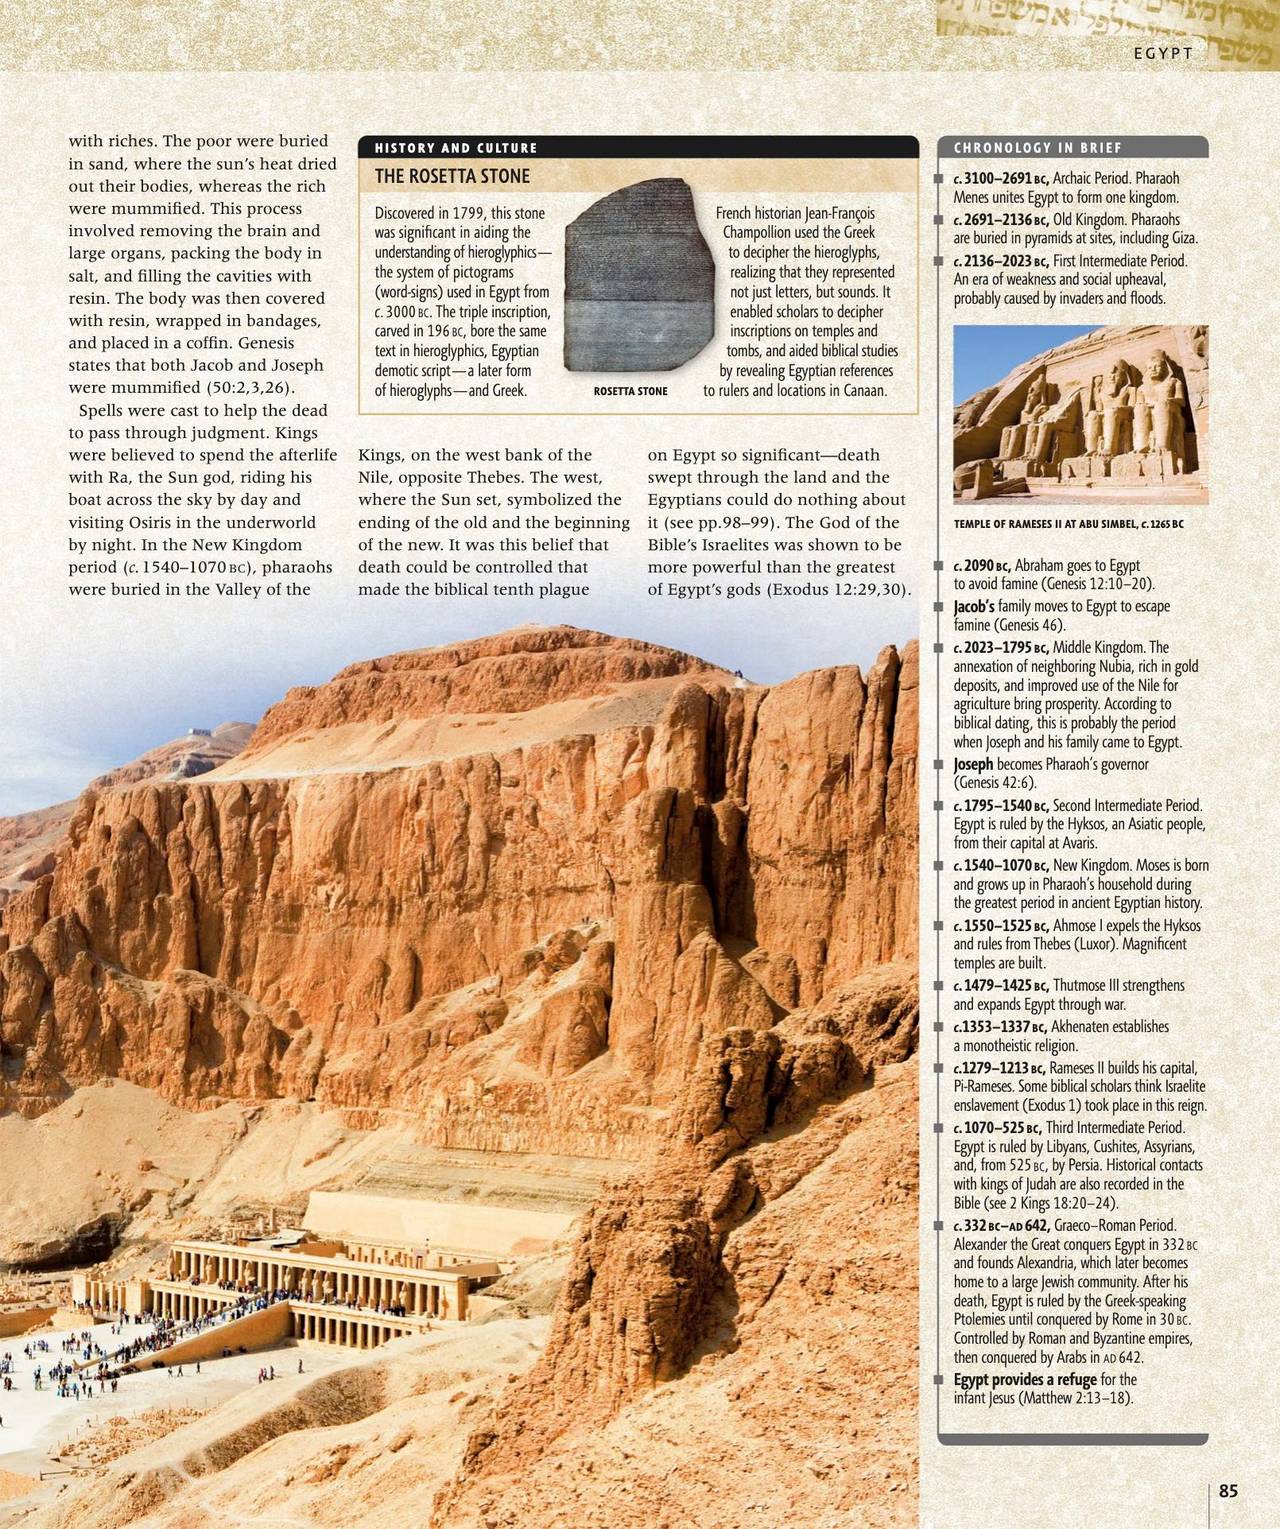 EGYPT
with riches. The poor were buried
in sand, where the sun's heat dried
out their bodies, whereas the rich
were mummified. This process
involved removing the brain and
large organs, packing the body in
salt, and filling the cavities with
resin. The body was then covered
with resin, wrapped in bandages,
and placed in a coffin. Genesis
states that both Jacob and Joseph
were mummified (50:2,3,26).
Spells were cast to help the dead
to pass through judgment. Kings
were believed to spend the afterlife
with Ra, the Sun god, riding his
boat across the sky by day and
visiting Osiris in the underworld
by night. In the New Kingdom
period (c. 1540–1070 BC), pharaohs
were buried in the Valley of the
HISTORY AND CULTURE
THE ROSETTA STONE
Discovered in 1799, this stone
was significant in aiding the
understanding of hieroglyphics—
the system of pictograms
(word-signs) used in Egypt from
c. 3000 BC. The triple inscription,
carved in 196 BC, bore the same
text in hieroglyphics, Egyptian
demotic script—a later form
of hieroglyphs—and Greek.
ROSETTA STONE
French historian Jean-François
Champollion used the Greek
to decipher the hieroglyphs,
realizing that they represented
not just letters, but sounds. It
enabled scholars to decipher
inscriptions on temples and
tombs, and aided biblical studies
by revealing Egyptian references
to rulers and locations in Canaan.
Kings, on the west bank of the
Nile, opposite Thebes. The west,
where the Sun set, symbolized the
ending of the old and the beginning
of the new. It was this belief that
death could be controlled that
made the biblical tenth plague
on Egypt so significant—death
swept through the land and the
Egyptians could do nothing about
it (see pp.98–99). The God of the
Bible's Israelites was shown to be
more powerful than the greatest
of Egypt's gods (Exodus 12:29,30).
CHRONOLOGY IN BRIEF
c. 3100–2691 BC, Archaic Period. Pharaoh
Menes unites Egypt to form one kingdom.
c. 2691–2136 BC, Old Kingdom. Pharaohs
are buried in pyramids at sites, including Giza.
c. 2136–2023 BC, First Intermediate Period.
An era of weakness and social upheaval,
probably caused by invaders and floods.
TEMPLE OF RAMESES II AT ABU SIMBEL, c. 1265 BC
c. 2090 BC, Abraham goes to Egypt
to avoid famine (Genesis 12:10–20).
Jacob's family moves to Egypt to escape
famine (Genesis 46).
c. 2023–1795 BC, Middle Kingdom. The
annexation of neighboring Nubia, rich in gold
deposits, and improved use of the Nile for
agriculture bring prosperity. According to
biblical dating, this is probably the period
when Joseph and his family came to Egypt.
Joseph becomes Pharaoh's governor
(Genesis 42:6).
c. 1795–1540 BC, Second Intermediate Period.
Egypt is ruled by the Hyksos, an Asiatic people,
from their capital at Avaris.
c. 1540–1070 BC, New Kingdom. Moses is born
and grows up in Pharaoh's household during
the greatest period in ancient Egyptian history.
c. 1550–1525 BC, Ahmose I expels the Hyksos
and rules from Thebes (Luxor). Magnificent
temples are built.
c. 1479–1425 BC, Thutmose III strengthens
and expands Egypt through war.
c.1353–1337 BC, Akhenaten establishes
a monotheistic religion.
c.1279–1213 BC, Rameses II builds his capital,
Pi-Rameses. Some biblical scholars think Israelite
enslavement (Exodus 1) took place in this reign.
c. 1070–525 BC, Third Intermediate Period.
Egypt is ruled by Libyans, Cushites, Assyrians,
and, from 525 BC, by Persia. Historical contacts
with kings of Judah are also recorded in the
Bible (see 2 Kings 18:20–24).
c. 332 BC–AD 642, Graeco–Roman Period.
Alexander the Great conquers Egypt in 332 BC
and founds Alexandria, which later becomes
home to a large Jewish community. After his
death, Egypt is ruled by the Greek-speaking
Ptolemies until conquered by Rome in 30 BC.
Controlled by Roman and Byzantine empires,
then conquered by Arabs in AD 642.
Egypt provides a refuge for the
infant Jesus (Matthew 2:13–18).
85